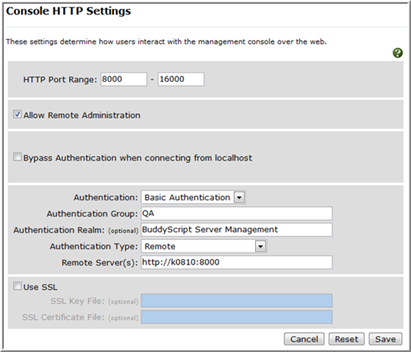 Console HTTP Settings
These settings determine how users interact with the management console over the web.
?
HTTP Port Range: 8000 - 16000
Allow Remote Administration
Bypass Authentication when connecting from localhost
Authentication: Basic Authentication
Authentication Group: QA
Authentication Realm: (optional) BuddyScript Server Management
Authentication Type: Remote
Remote Server(s): http://k0810:8000
Use SSL
SSL Key File: (optional)
SSL Certificate File: (optional)
Cancel Reset Save